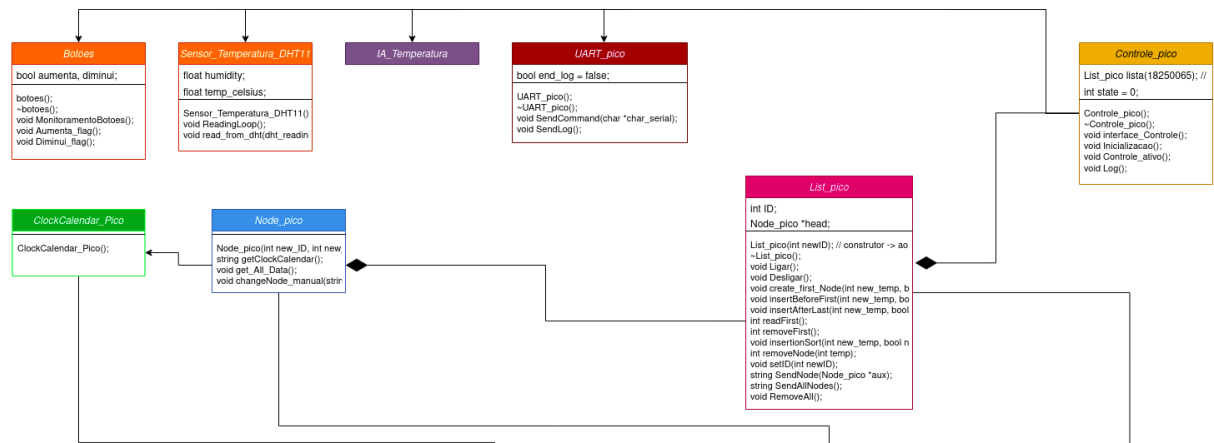 Botoes
bool aumenta, diminui;
botoes();
~botoes();
void MonitoramentoBotoes();
void Aumenta_flag();
void Diminui_flag();
Sensor_Temperatura_DHT11
float humidity;
float temp_celsius;
Sensor_Temperatura_DHT11()
void ReadingLoop();
void read_from_dht(dht_readin
IA_Temperatura
UART_pico
bool end_log = false;
UART_pico();
~UART_pico();
void SendCommand(char *char_serial);
void SendLog();
Controle_pico
List_pico lista(18250065); //
int state = 0;
Controle_pico();
~Controle_pico();
void interface_Controle();
void Inicializacao();
void Controle_ativo();
void Log();
ClockCalendar_Pico
ClockCalendar_Pico();
Node_pico
Node_pico(int new_ID, int new_
string getClockCalendar();
void get_All_Data();
void changeNode_manual(strin
List_pico
int ID;
Node_pico *head;
List_pico(int newID); // construtor -> ao
~List_pico();
void Ligar();
void Desligar();
void create_first_Node(int new_temp, b
void insertBeforeFirst(int new_temp, bo
void insertAfterLast(int new_temp, bool
int readFirst();
int removeFirst();
void insertionSort(int new_temp, bool n
int removeNode(int temp);
void setID(int newID);
string SendNode(Node_pico *aux);
string SendAllNodes();
void RemoveAll();